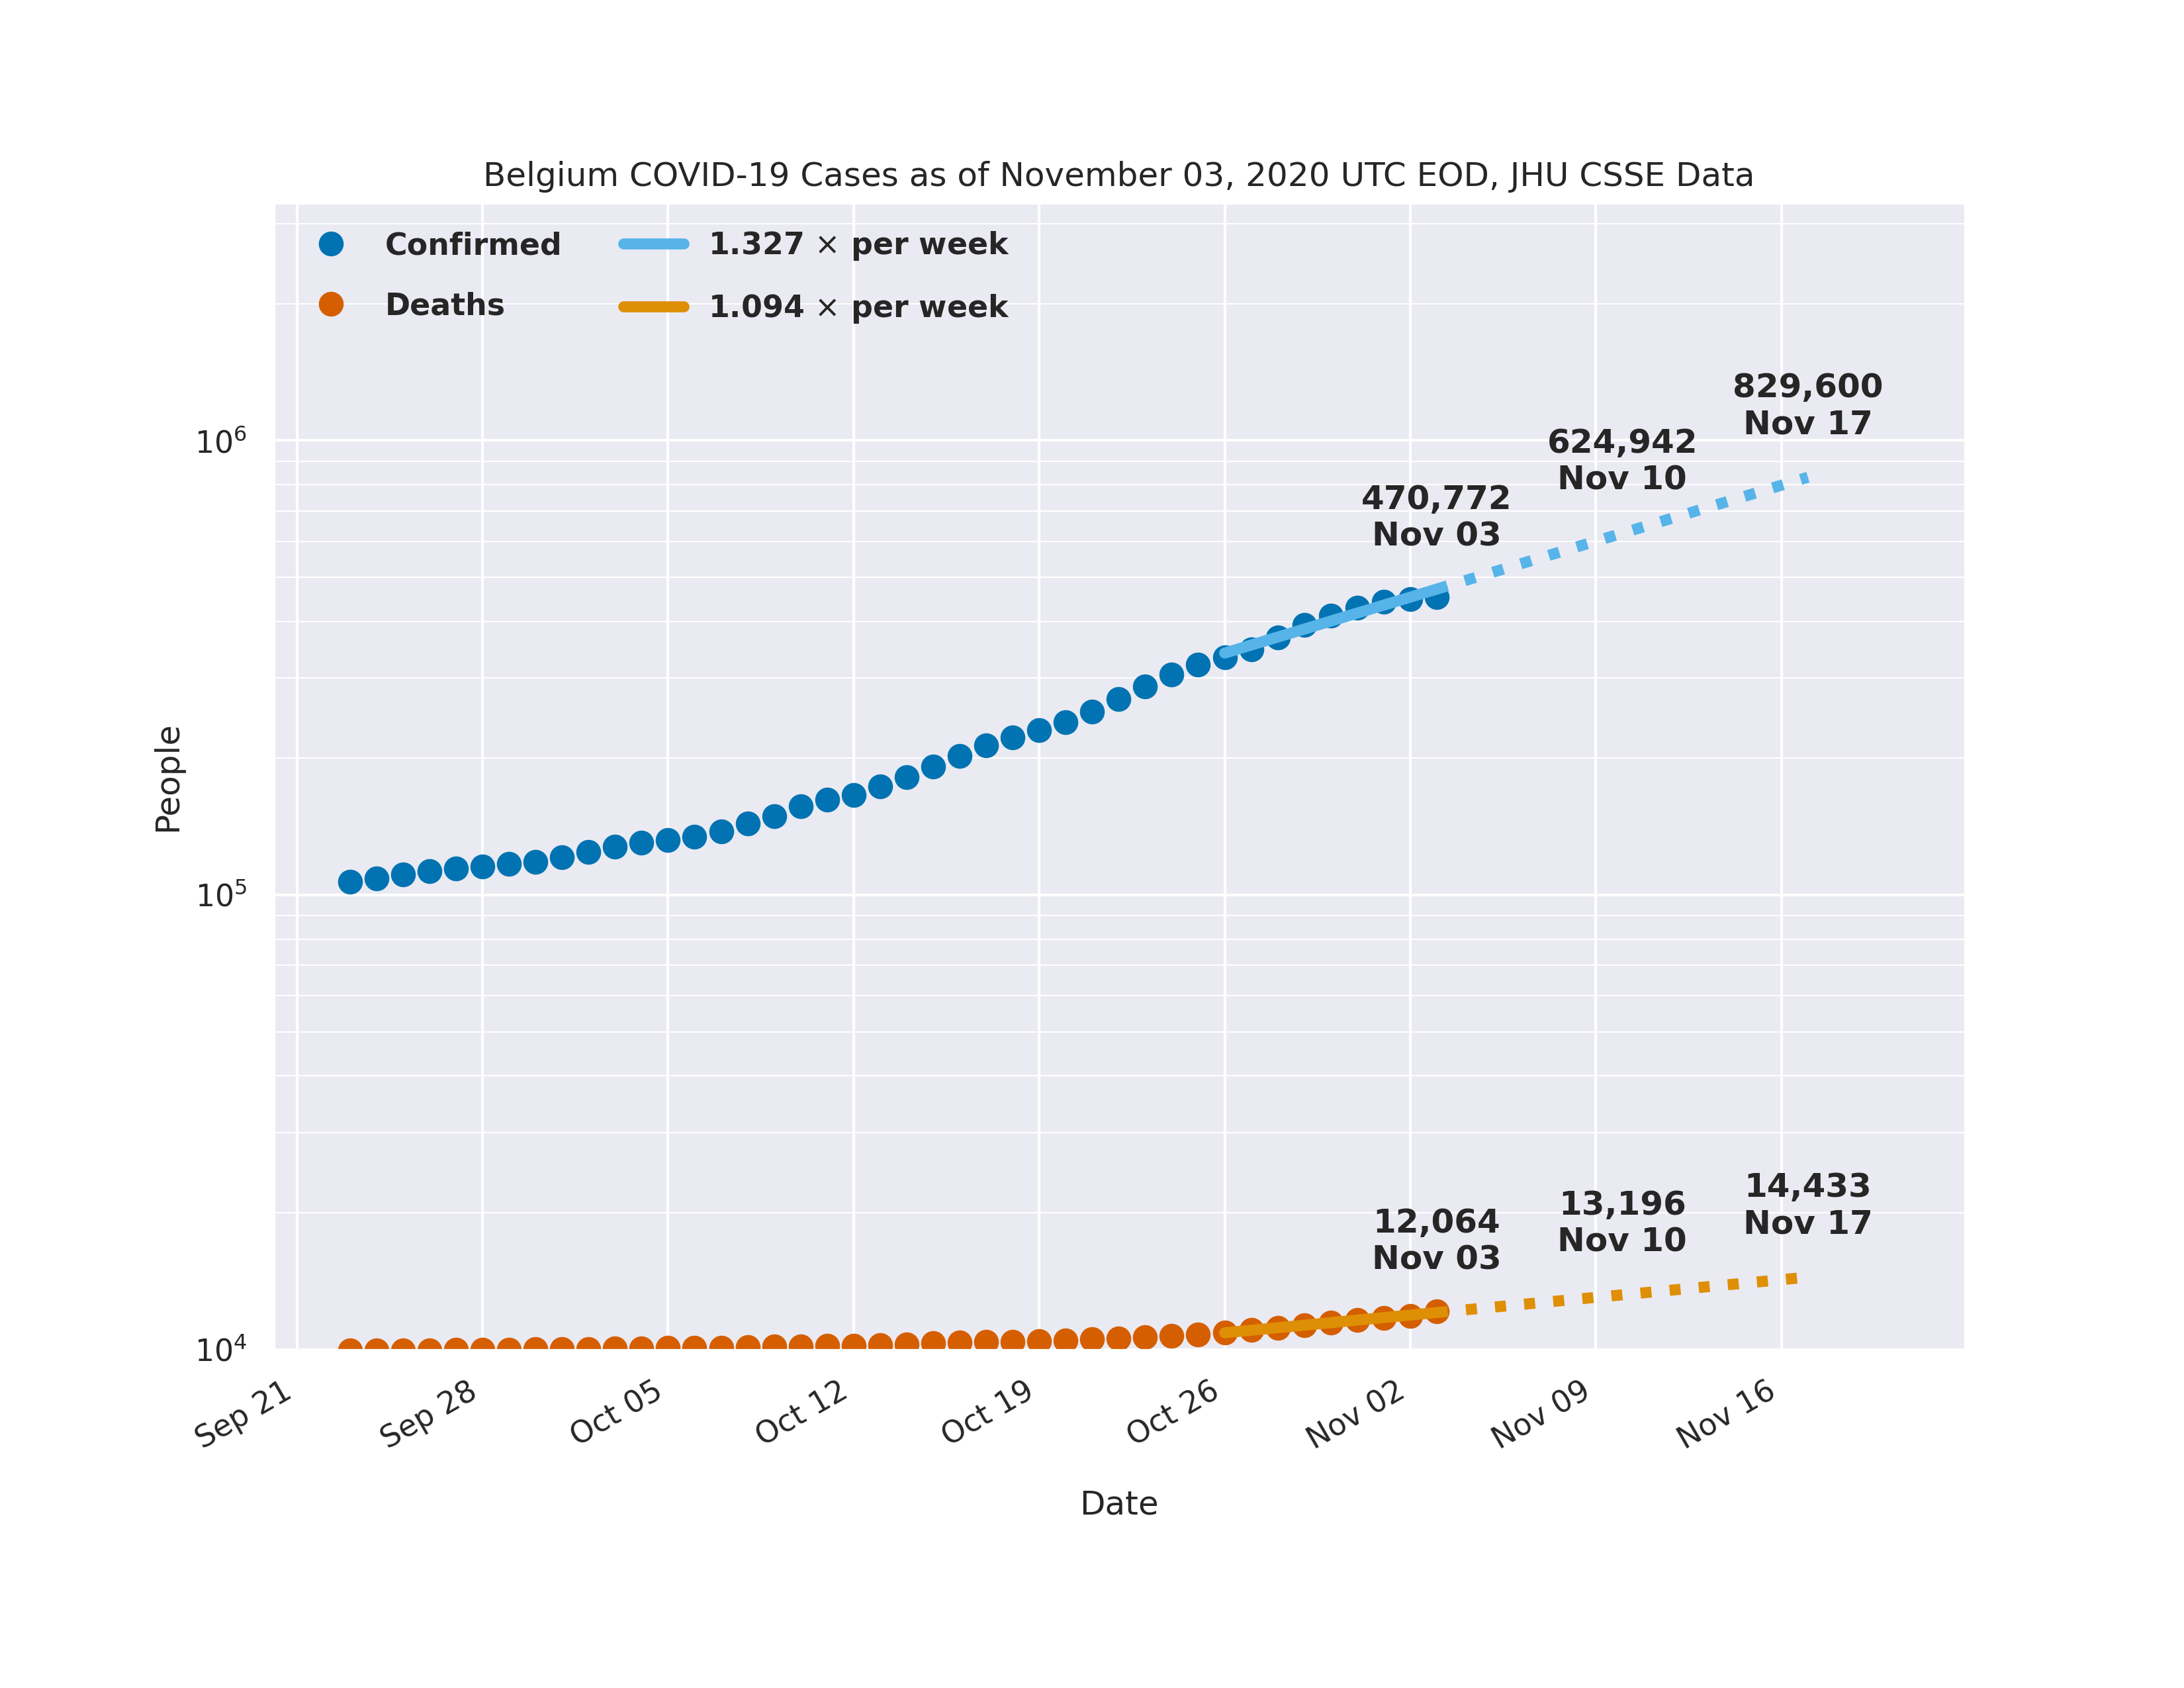 Belgium COVID-19 Cases as of November 03, 2020 UTC EOD, JHU CSSE Data
Confirmed
Deaths
1.327 × per week
1.094 × per week
829,600
Nov 17
624,942
Nov 10
470,772
Nov 03
14,433
Nov 17
13,196
Nov 10
12,064
Nov 03
People
10⁶
10⁵
10⁴
Sep 21
Sep 28
Oct 05
Oct 12
Oct 19
Oct 26
Nov 02
Nov 09
Nov 16
Date